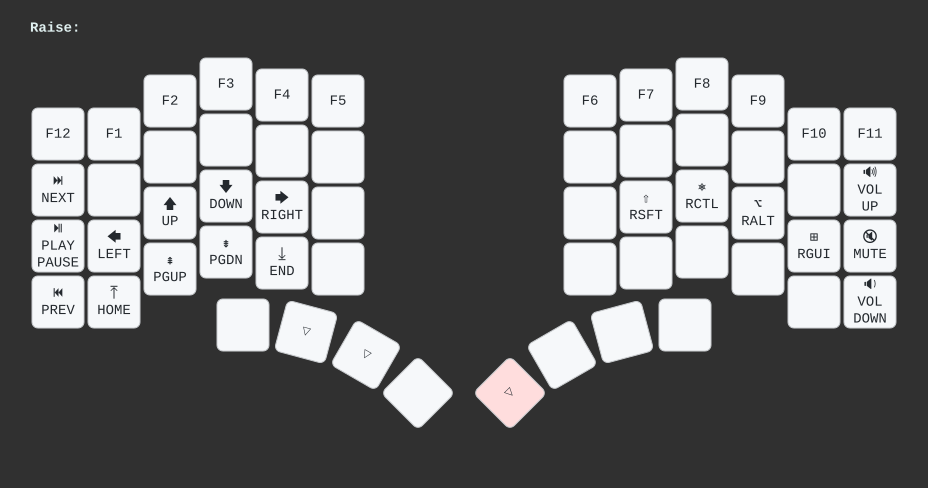 Raise:
F12
F1
F2
F3
F4
F5
F6
F7
F8
F9
F10
F11
NEXT
VOL
UP
PLAY
PAUSE
LEFT
UP
DOWN
RIGHT
RSFT
RCTL
RALT
RGUI
MUTE
PREV
HOME
PGUP
PGDN
END
VOL
DOWN